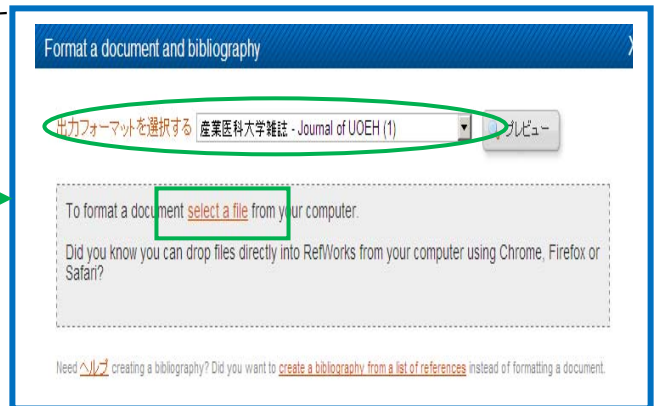 Format a document and bibliography X
出力フォーマットを選択する 産業医科大学雑誌 - Journal of UOEH (1) プレビュー
To format a document select a file from your computer.
Did you know you can drop files directly into RefWorks from your computer using Chrome, Firefox or
Safari?
Need ヘルプ creating a bibliography? Did you want to create a bibliography from a list of references instead of formatting a document.